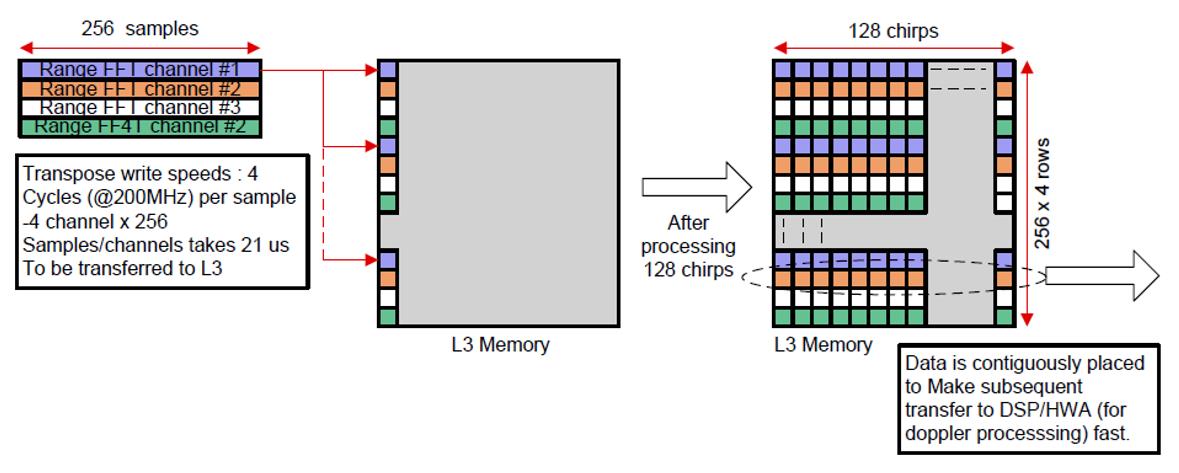 256 samples
Range FFT channel #1
Range FFT channel #2
Range FFT channel #3
Range FF4T channel #2
Transpose write speeds : 4
Cycles (@200MHz) per sample
-4 channel x 256
Samples/channels takes 21 us
To be transferred to L3
L3 Memory
After
processing
128 chirps
128 chirps
256 x 4 rows
L3 Memory
Data is contiguously placed
to Make subsequent
transfer to DSP/HWA (for
doppler processsing) fast.